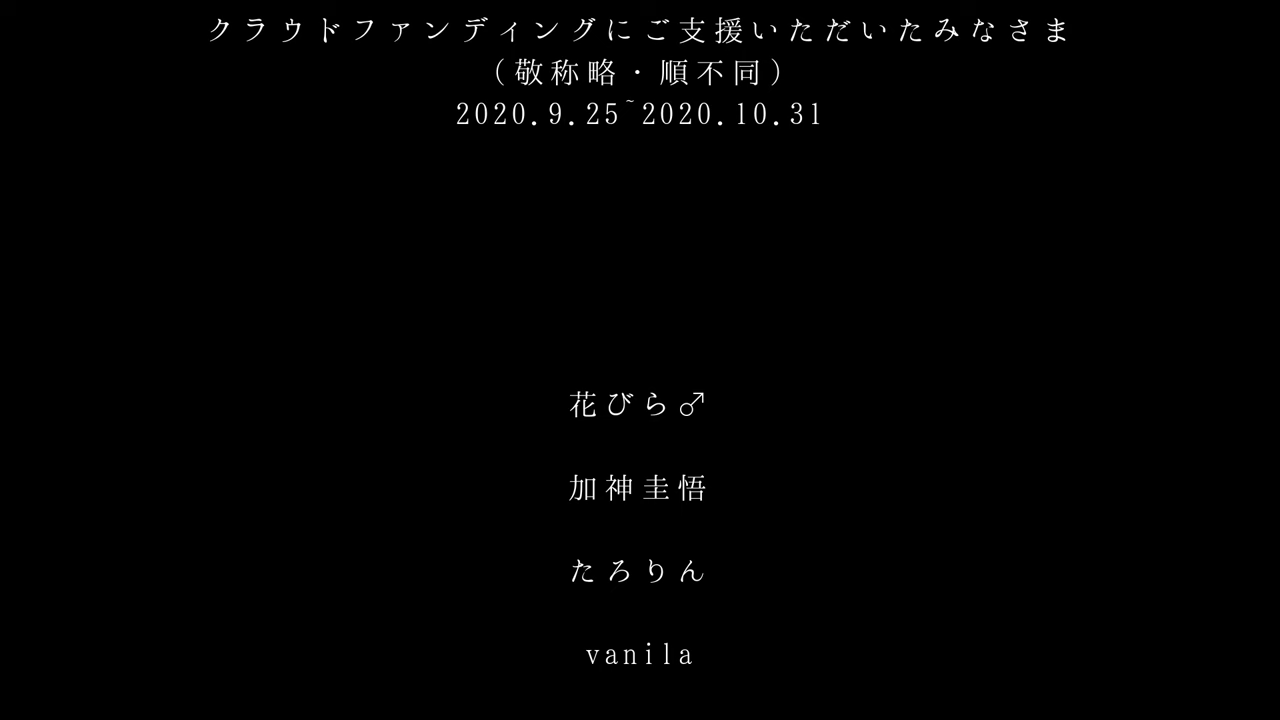 クラウドファンディングにご支援いただいたみなさま
（敬称略・順不同）
2020.9.25~2020.10.31
花びら♂
加神圭悟
たろりん
vanila